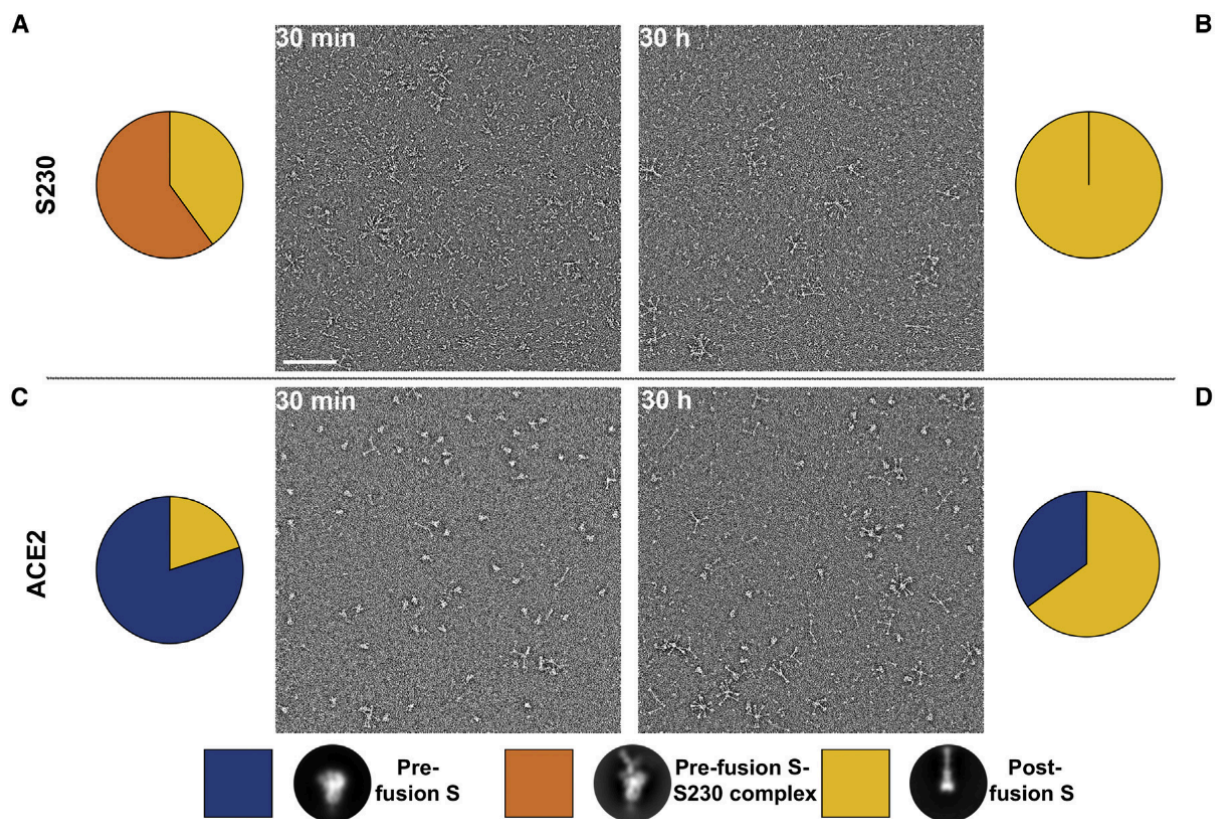 A
30 min
30 h
B
S230
C
30 min
30 h
D
ACE2
Pre-
fusion S
Pre-fusion S-
S230 complex
Post-
fusion S